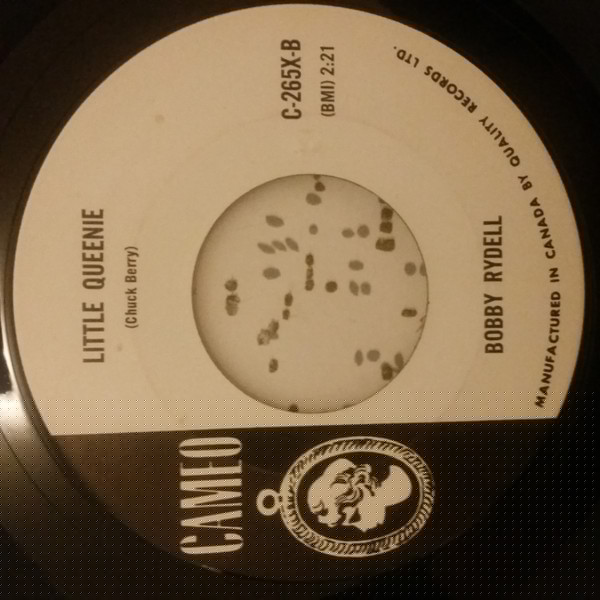 CAMEO
LITTLE QUEENIE
(Chuck Berry)
C-265X-B
(BMI) 2:21
BOBBY RYDELL
MANUFACTURED IN CANADA BY QUALITY RECORDS LTD.